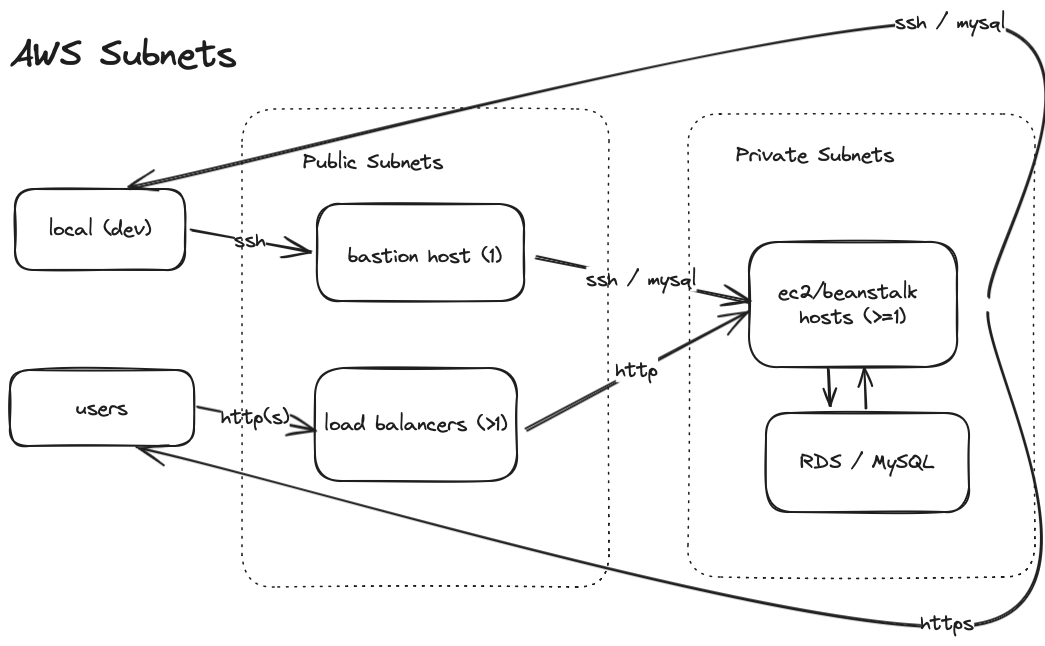 AWS Subnets
ssh / mysql
Public Subnets
Private Subnets
local (dev)
ssh
bastion host (1)
ssh / mysql
ec2/beanstalk
hosts (>=1)
http
users
http(s)
load balancers (>1)
RDS / MySQL
https